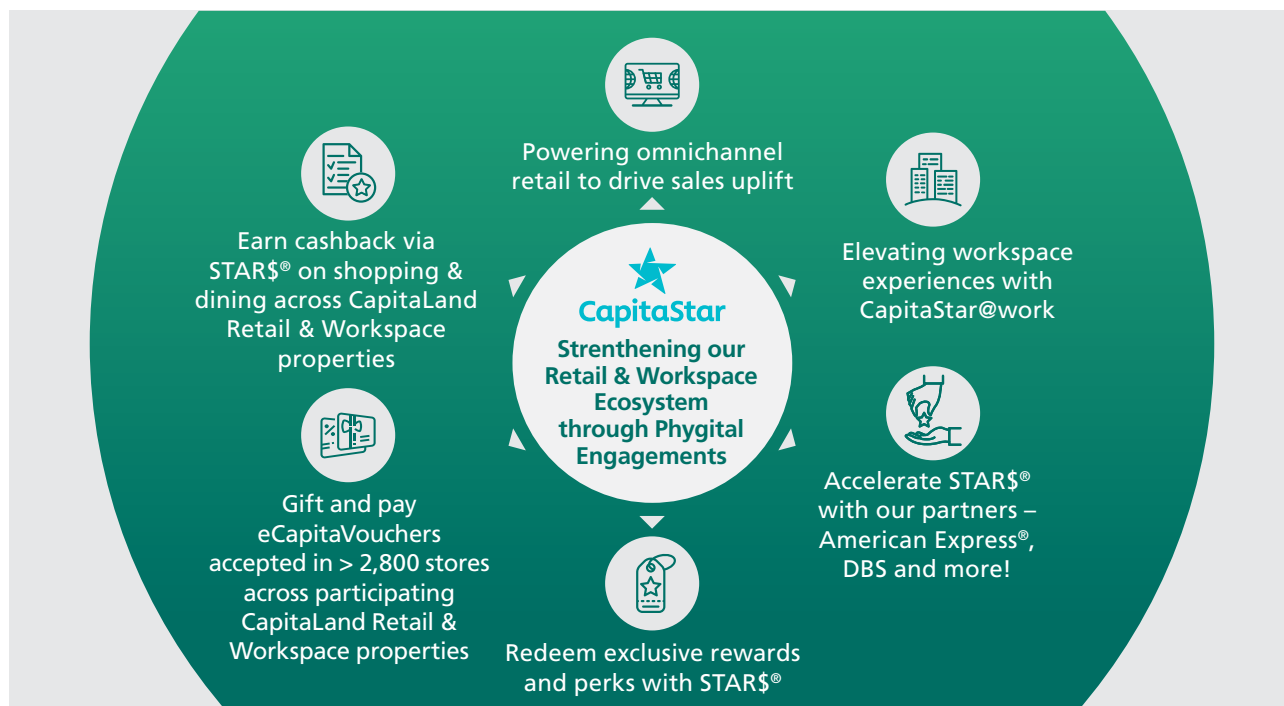 Powering omnichannel
retail to drive sales uplift
Earn cashback via
STAR$® on shopping &
dining across CapitaLand
Retail & Workspace
properties
Elevating workspace
experiences with
CapitaStar@work
CapitaStar
Strenthening our
Retail & Workspace
Ecosystem
through Phygital
Engagements
Gift and pay
eCapitaVouchers
accepted in > 2,800 stores
across participating
CapitaLand Retail &
Workspace properties
Accelerate STAR$®
with our partners –
American Express®,
DBS and more!
Redeem exclusive rewards
and perks with STAR$®